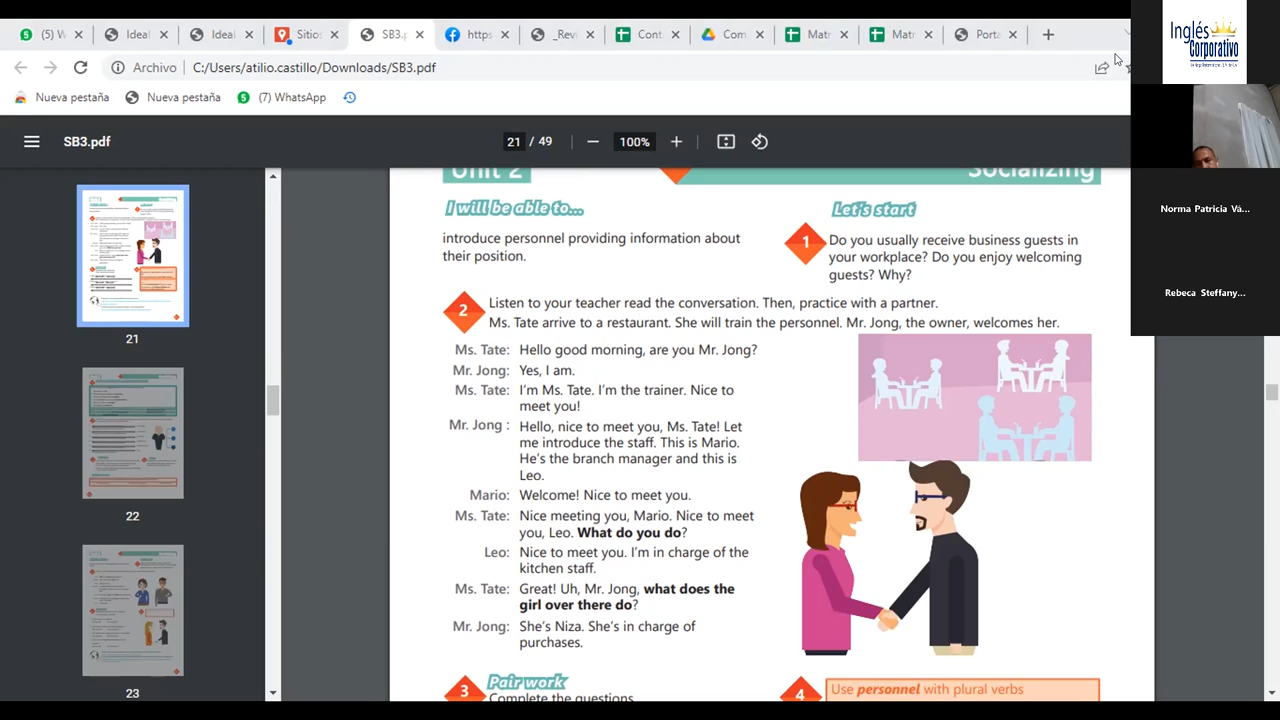 (5) W
Ideal
Ideal
Sitios
SB3.p
https
_Rev
Cont
Com
Matr
Matr
Porta
Archivo
C:/Users/atilio.castillo/Downloads/SB3.pdf
Nueva pestaña
Nueva pestaña
(7) WhatsApp
SB3.pdf
21 / 49
100%
Inglés
Corporativo
Norma Patricia Vá...
Rebeca Steffany...
21
22
23
Unit 2
Socializing
I will be able to...
introduce personnel providing information about
their position.
Let's start
1
Do you usually receive business guests in
your workplace? Do you enjoy welcoming
guests? Why?
2
Listen to your teacher read the conversation. Then, practice with a partner.
Ms. Tate arrive to a restaurant. She will train the personnel. Mr. Jong, the owner, welcomes her.
Ms. Tate: Hello good morning, are you Mr. Jong?
Mr. Jong: Yes, I am.
Ms. Tate: I'm Ms. Tate. I'm the trainer. Nice to
meet you!
Mr. Jong : Hello, nice to meet you, Ms. Tate! Let
me introduce the staff. This is Mario.
He's the branch manager and this is
Leo.
Mario: Welcome! Nice to meet you.
Ms. Tate: Nice meeting you, Mario. Nice to meet
you, Leo. What do you do?
Leo: Nice to meet you. I'm in charge of the
kitchen staff.
Ms. Tate: Great! Uh, Mr. Jong, what does the
girl over there do?
Mr. Jong: She's Niza. She's in charge of
purchases.
3
Pair work
Complete the questions
4
Use personnel with plural verbs